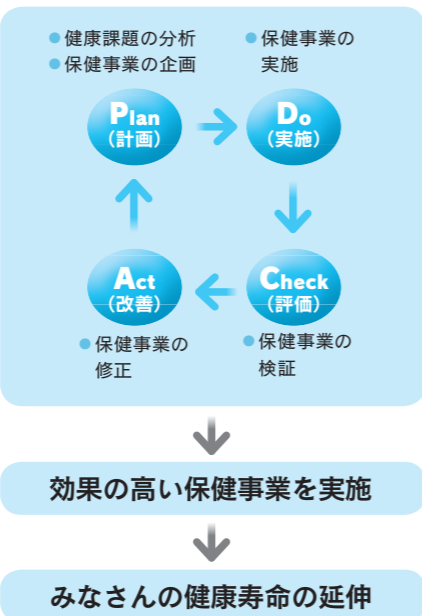 ●健康課題の分析
●保健事業の企画
●保健事業の
実施
Plan
(計画)
Do
(実施)
Act
(改善)
Check
(評価)
●保健事業の
修正
●保健事業の
検証
効果の高い保健事業を実施
みなさんの健康寿命の延伸